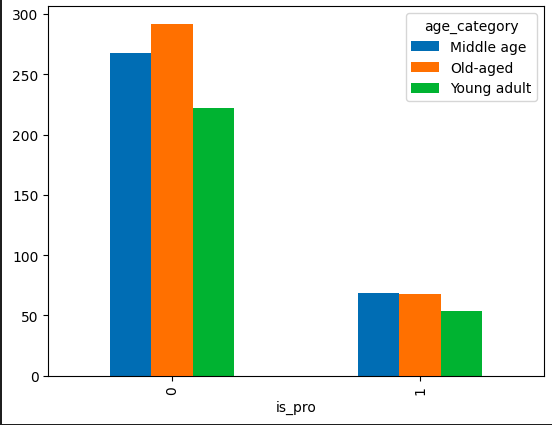 300
250
200
150
100
50
0
age_category
Middle age
Old-aged
Young adult
0
1
is_pro